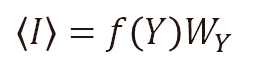 ⟨I⟩ = f(Y)W_Y